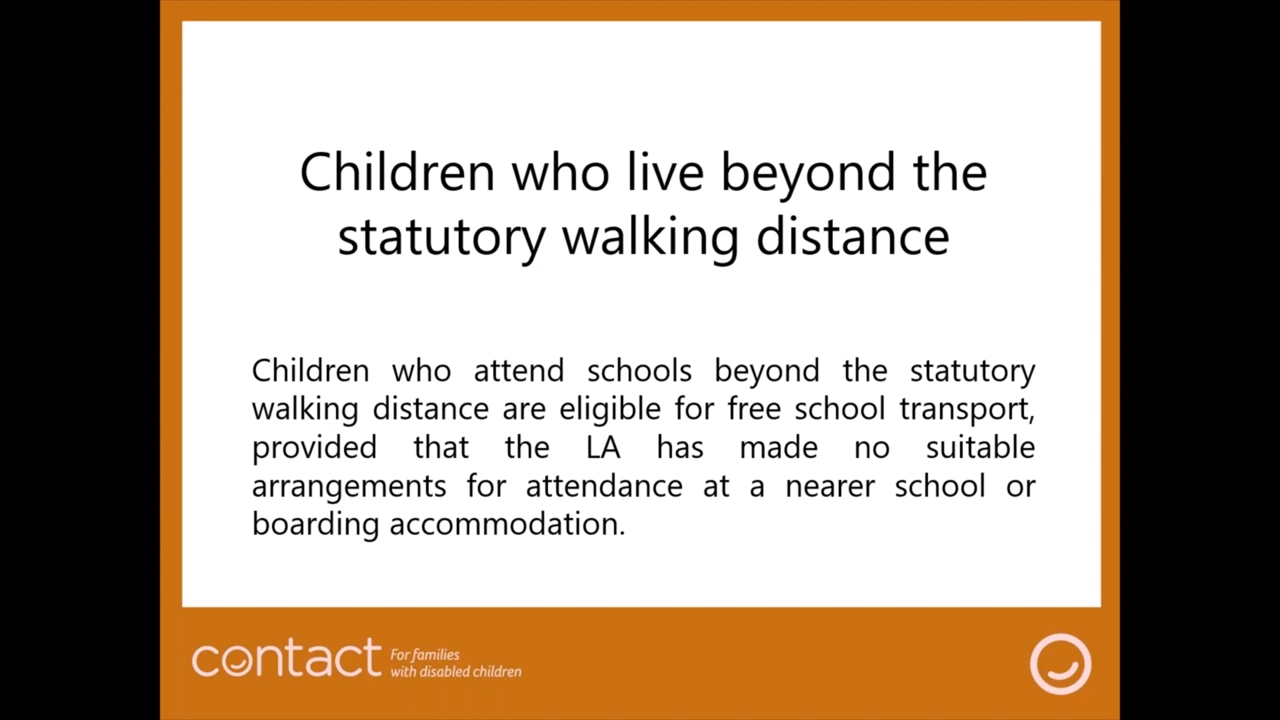 Children who live beyond the
statutory walking distance
Children who attend schools beyond the statutory
walking distance are eligible for free school transport,
provided that the LA has made no suitable
arrangements for attendance at a nearer school or
boarding accommodation.
contact For families
with disabled children